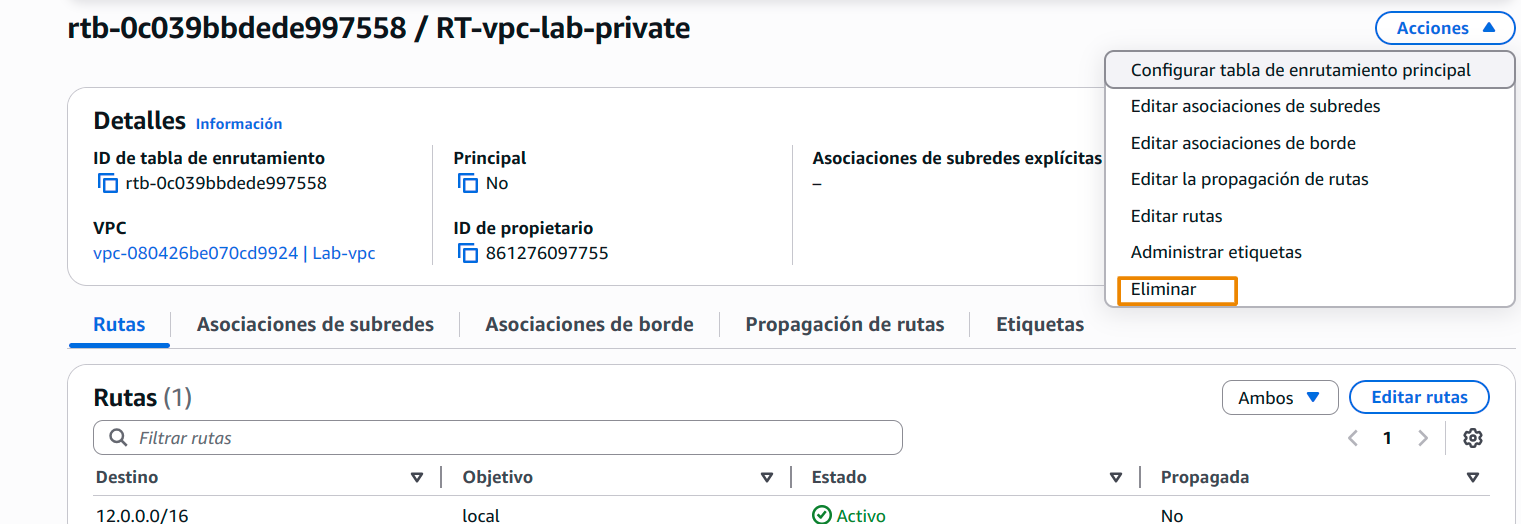 rtb-0c039bbdede997558 / RT-vpc-lab-private
Acciones
Configurar tabla de enrutamiento principal
Editar asociaciones de subredes
Editar asociaciones de borde
Editar la propagación de rutas
Editar rutas
Administrar etiquetas
Eliminar
Detalles Información
ID de tabla de enrutamiento
rtb-0c039bbdede997558
Principal
No
Asociaciones de subredes explícitas
–
VPC
vpc-080426be070cd9924 | Lab-vpc
ID de propietario
861276097755
Rutas Asociaciones de subredes Asociaciones de borde Propagación de rutas Etiquetas
Rutas (1)
Ambos
Editar rutas
Filtrar rutas
1
Destino Objetivo Estado Propagada
12.0.0.0/16 local Activo No